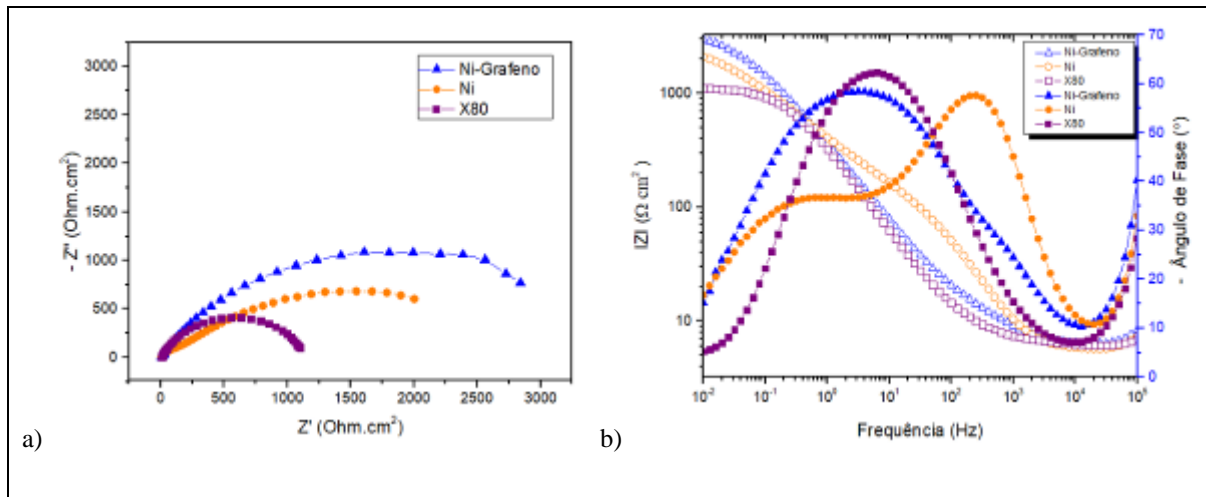 3000
2500
2000
1500
1000
500
0
- Z'' (Ohm.cm²)
0 500 1000 1500 2000 2500 3000
Z' (Ohm.cm²)
Ni-Grafeno
Ni
X80
a)
1000
100
10
|Z| (Ω cm²)
70
60
50
40
30
20
10
0
- Ângulo de Fase (°)
10⁻² 10⁻¹ 10⁰ 10¹ 10² 10³ 10⁴ 10⁵
Frequência (Hz)
Ni-Grafeno
Ni
X80
Ni-Grafeno
Ni
X80
b)